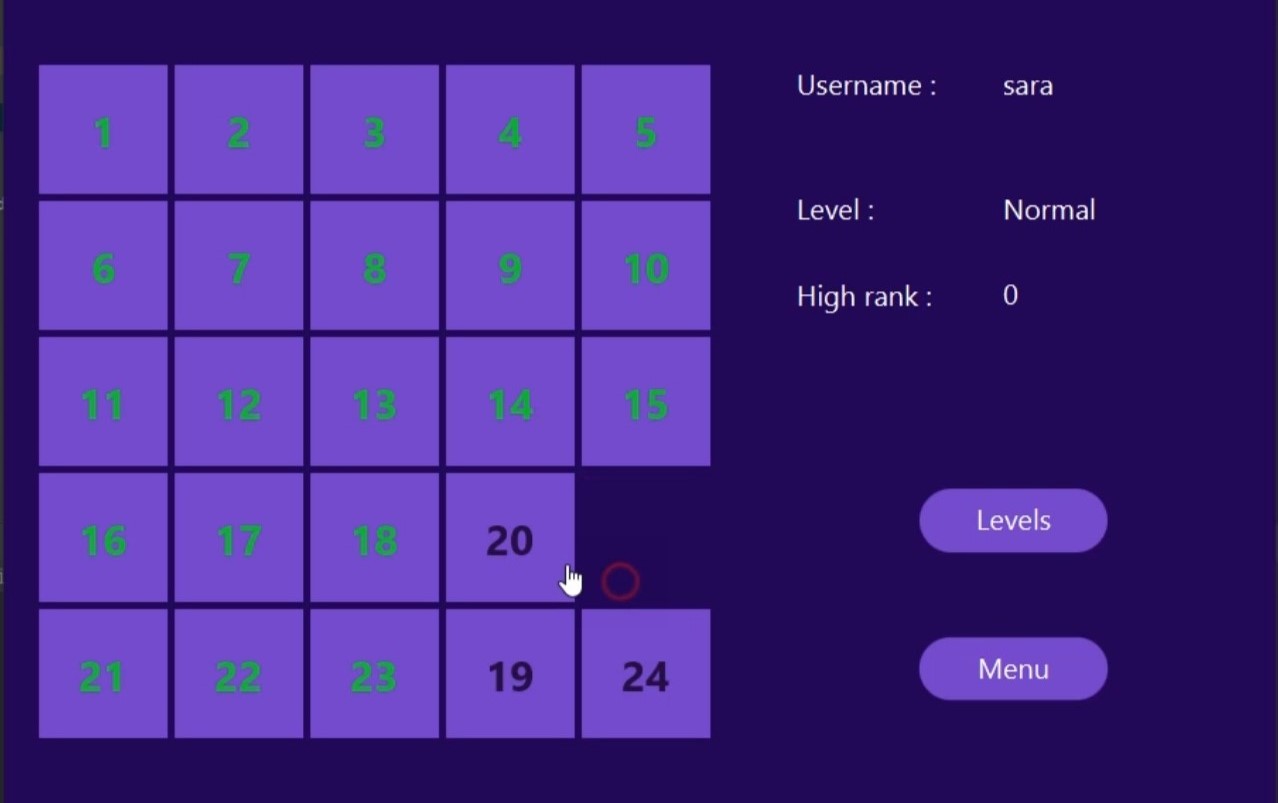 1 2 3 4 5
6 7 8 9 10
11 12 13 14 15
16 17 18 20
21 22 23 19 24
Username : sara
Level : Normal
High rank : 0
Levels
Menu